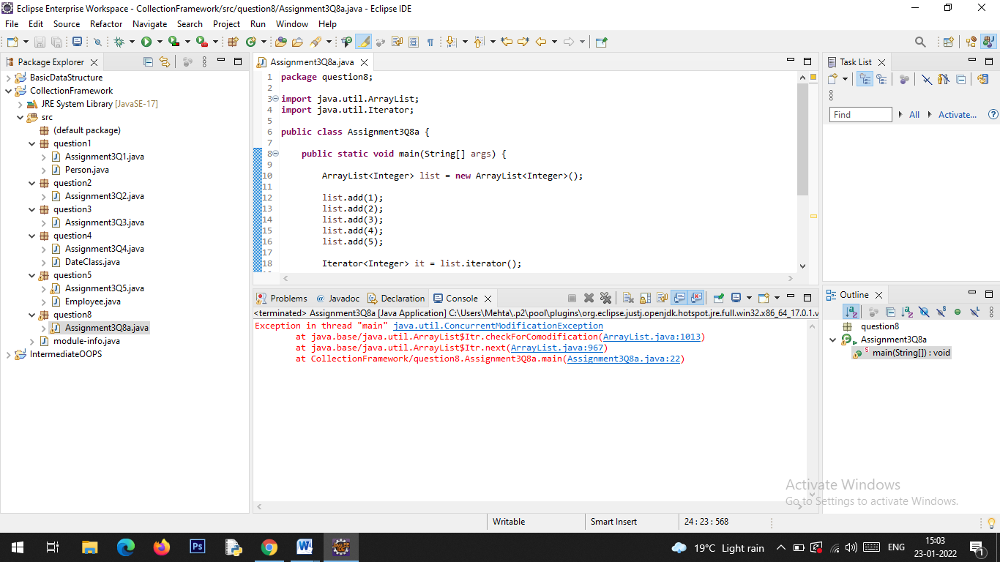 Eclipse Enterprise Workspace - CollectionFramework/src/question8/Assignment3Q8a.java - Eclipse IDE
File Edit Source Refactor Navigate Search Project Run Window Help
Package Explorer
BasicDataStructure
CollectionFramework
JRE System Library [JavaSE-17]
src
(default package)
question1
Assignment3Q1.java
Person.java
question2
Assignment3Q2.java
question3
Assignment3Q3.java
question4
Assignment3Q4.java
DateClass.java
question5
Assignment3Q5.java
Employee.java
question8
Assignment3Q8a.java
module-info.java
IntermediateOOPS
Assignment3Q8a.java
1 package question8;
2
3 import java.util.ArrayList;
4 import java.util.Iterator;
5
6 public class Assignment3Q8a {
7
8 public static void main(String[] args) {
9
10 ArrayList<Integer> list = new ArrayList<Integer>();
11
12 list.add(1);
13 list.add(2);
14 list.add(3);
15 list.add(4);
16 list.add(5);
17
18 Iterator<Integer> it = list.iterator();
Problems Javadoc Declaration Console
<terminated> Assignment3Q8a [Java Application] C:\Users\Mehta\.p2\pool\plugins\org.eclipse.justj.openjdk.hotspot.jre.full.win32.x86_64_17.0.1.v
Exception in thread "main" java.util.ConcurrentModificationException
at java.base/java.util.ArrayList$Itr.checkForComodification(ArrayList.java:1013)
at java.base/java.util.ArrayList$Itr.next(ArrayList.java:967)
at CollectionFramework/question8.Assignment3Q8a.main(Assignment3Q8a.java:22)
Task List
Find All Activate...
Outline
question8
Assignment3Q8a
main(String[]) : void
Activate Windows
Go to Settings to activate Windows.
Writable Smart Insert 24 : 23 : 568
19°C Light rain ENG 15:03
23-01-2022